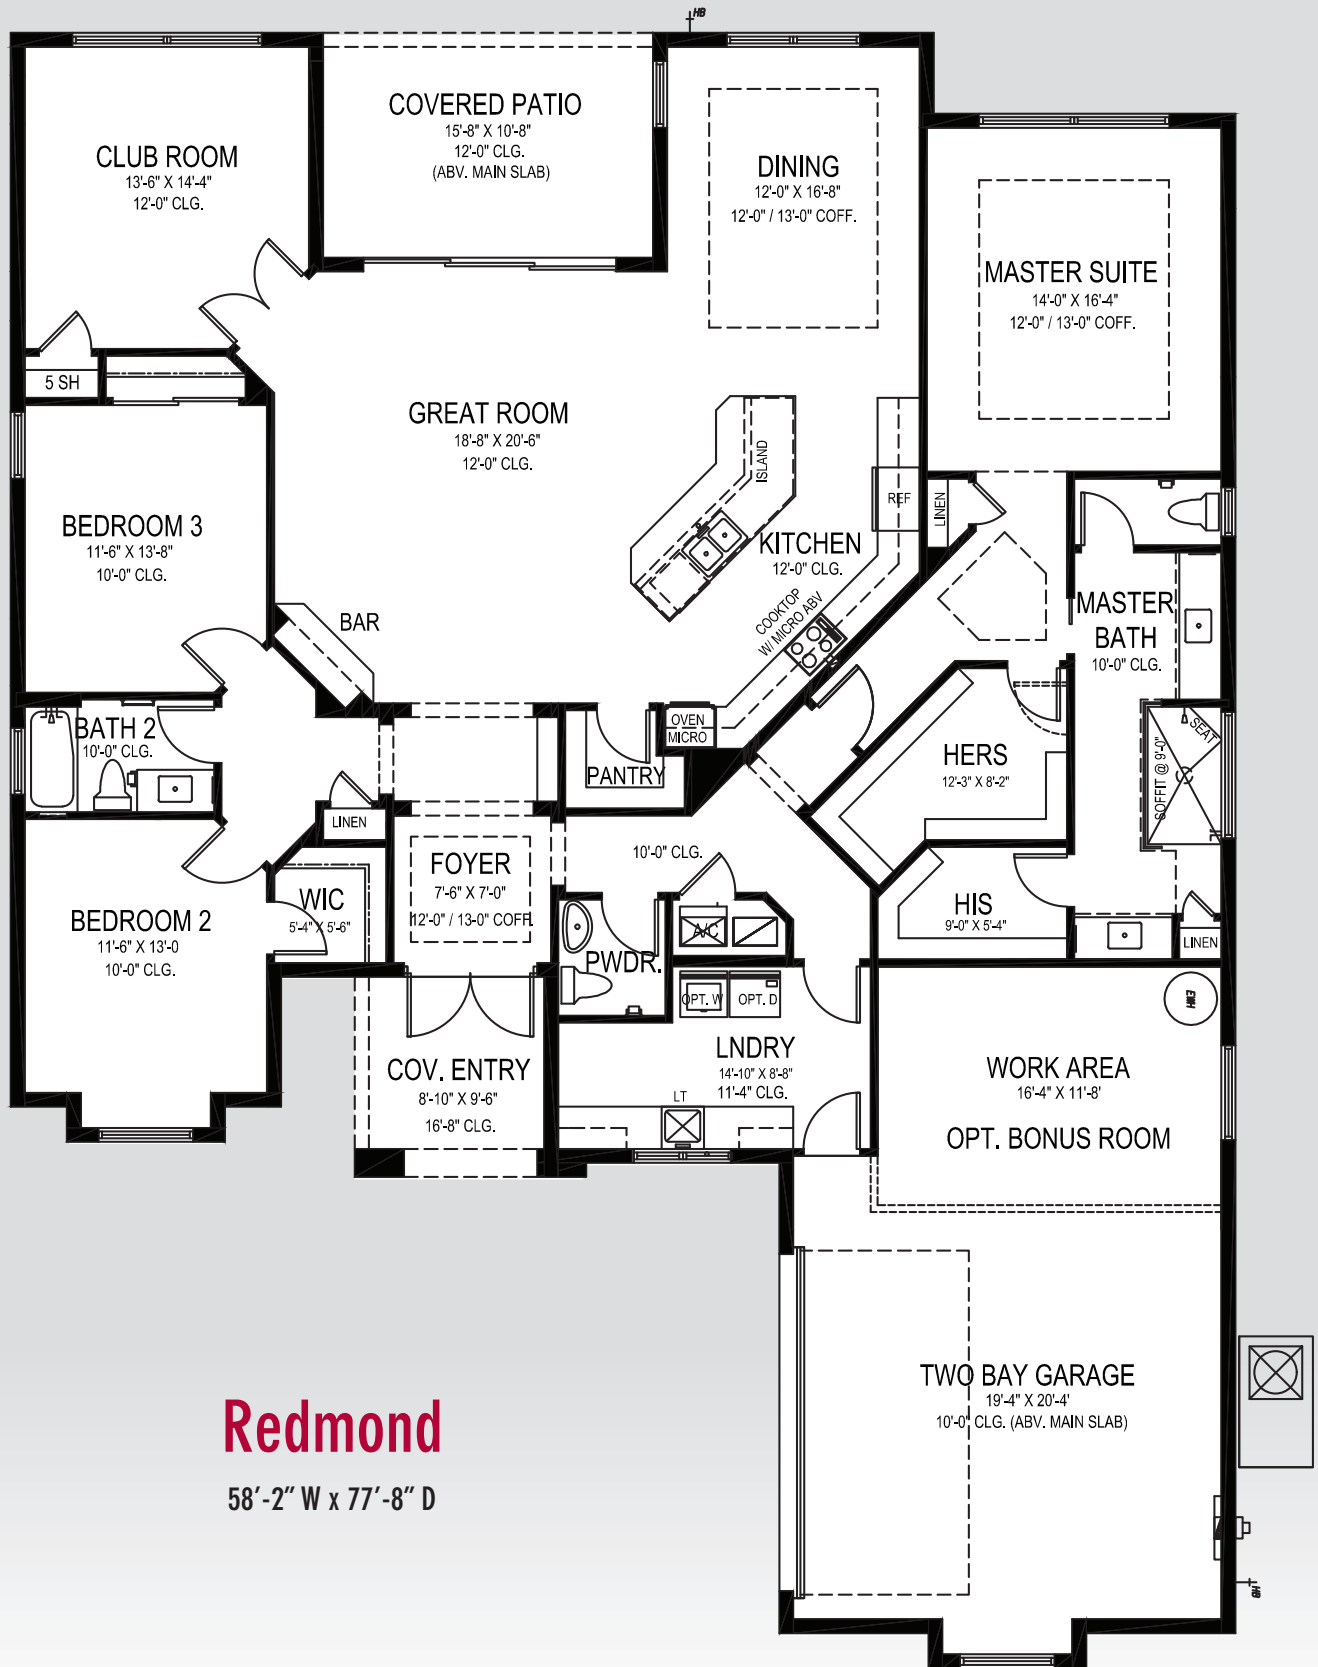 HB
COVERED PATIO
15'-8" X 10'-8"
12'-0" CLG.
(ABV. MAIN SLAB)
CLUB ROOM
13'-6" X 14'-4"
12'-0" CLG.
DINING
12'-0" X 16'-8"
12'-0" / 13'-0" COFF.
MASTER SUITE
14'-0" X 16'-4"
12'-0" / 13'-0" COFF.
5 SH
GREAT ROOM
18'-8" X 20'-6"
12'-0" CLG.
ISLAND
REF
LINEN
BEDROOM 3
11'-6" X 13'-8"
10'-0" CLG.
KITCHEN
12'-0" CLG.
COOKTOP
W/ MICRO ABV
BAR
MASTER
BATH
10'-0" CLG.
BATH 2
10'-0" CLG.
OVEN
MICRO
PANTRY
HERS
12'-3" X 8'-2"
SEAT
SOFFIT @ 9'-0"
LINEN
10'-0" CLG.
FOYER
7'-6" X 7'-0"
12'-0" / 13-0" COFF.
WIC
5'-4" X 5'-6"
BEDROOM 2
11'-6" X 13'-0
10'-0" CLG.
HIS
9'-0" X 5'-4"
A/C
LINEN
PWDR.
OPT. W
OPT. D
EWH
LNDRY
14'-10" X 8'-8"
11'-4" CLG.
LT
COV. ENTRY
8'-10" X 9'-6"
16'-8" CLG.
WORK AREA
16'-4" X 11'-8'
OPT. BONUS ROOM
TWO BAY GARAGE
19'-4" X 20'-4'
10'-0" CLG. (ABV. MAIN SLAB)
Redmond
58'-2" W x 77'-8" D
HB